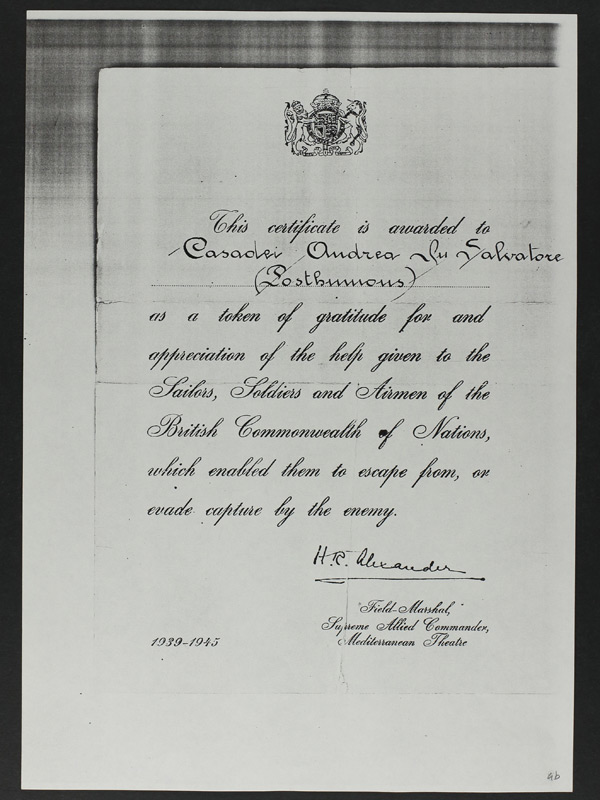 This certificate is awarded to
Casadei Andrea Fu Salvatore
(Posthumous)
as a token of gratitude for and
appreciation of the help given to the
Sailors, Soldiers and Airmen of the
British Commonwealth of Nations,
which enabled them to escape from, or
evade capture by the enemy.
H.R. Alexander
Field-Marshal,
Supreme Allied Commander,
Mediterranean Theatre
1939-1945